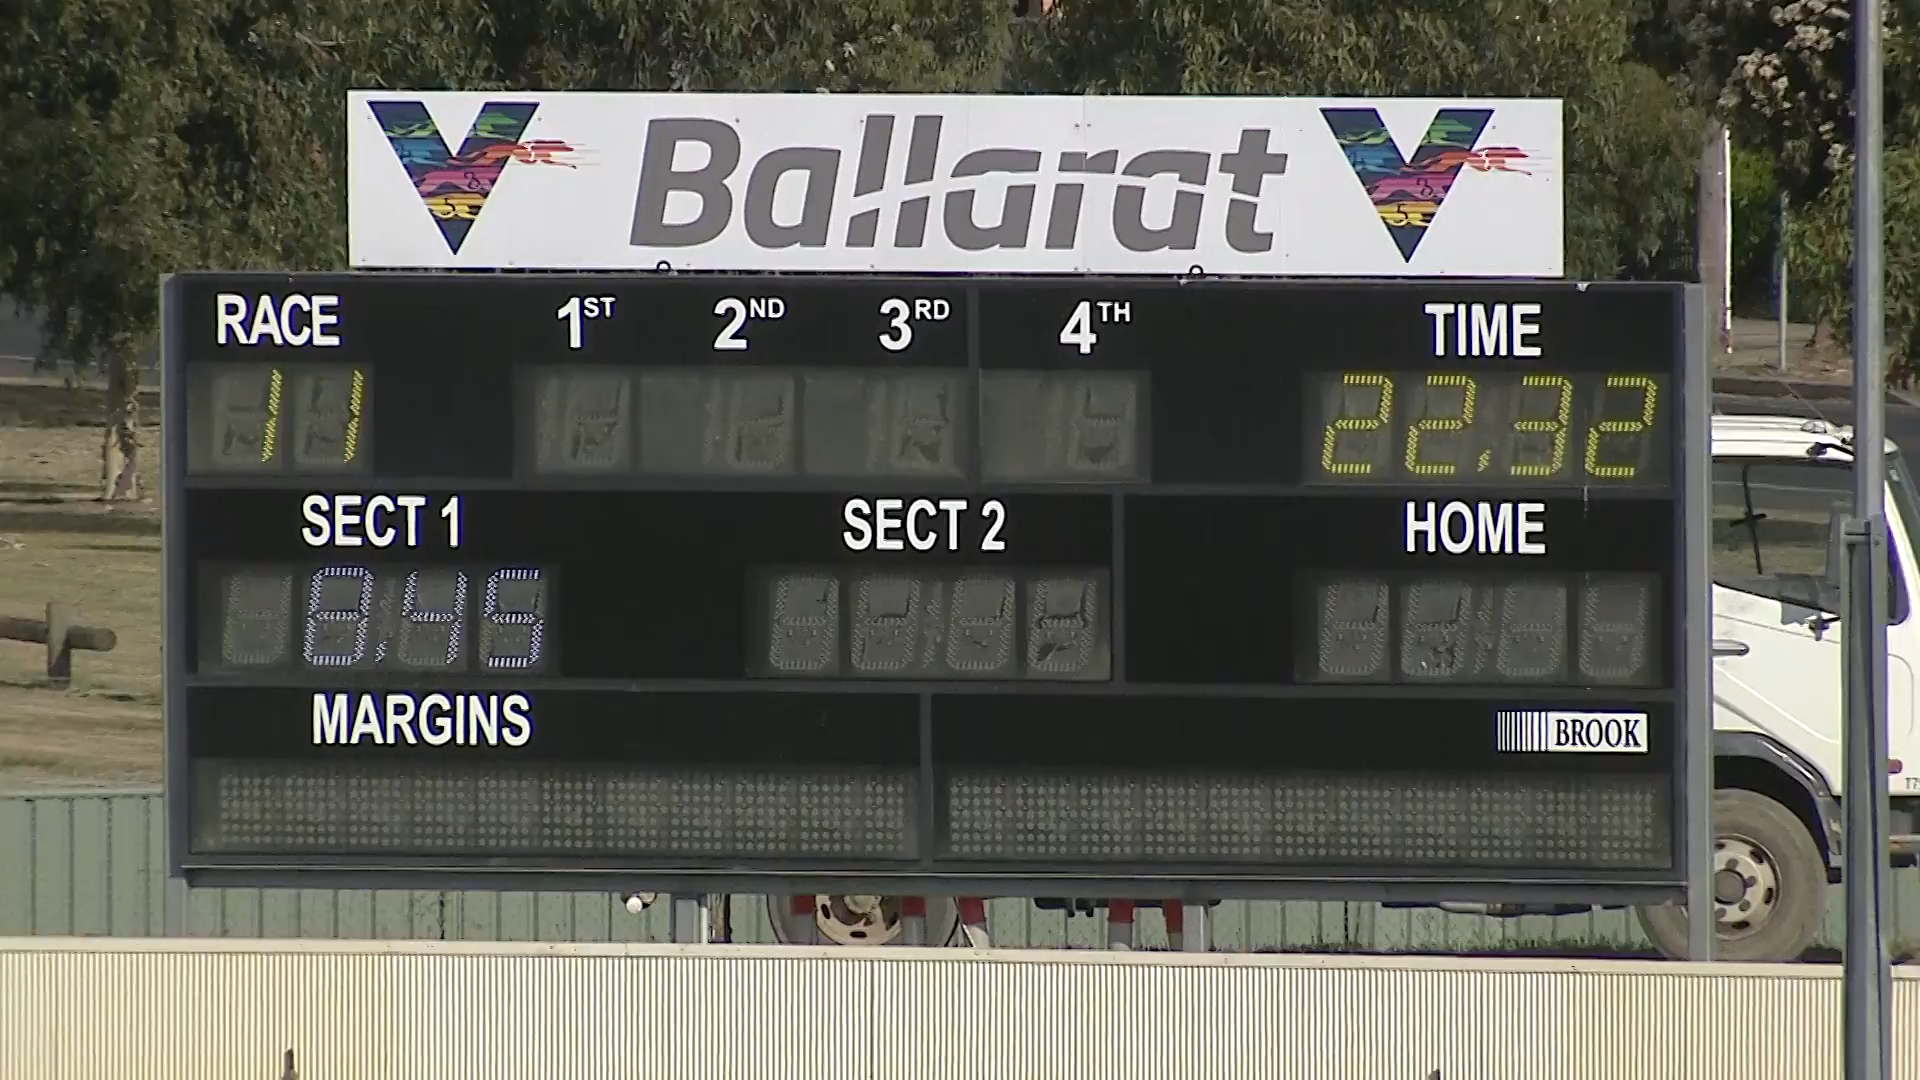 Ballarat
RACE 1ST 2ND 3RD 4TH TIME
11 22.32
SECT 1 SECT 2 HOME
8.45
MARGINS
BROOK